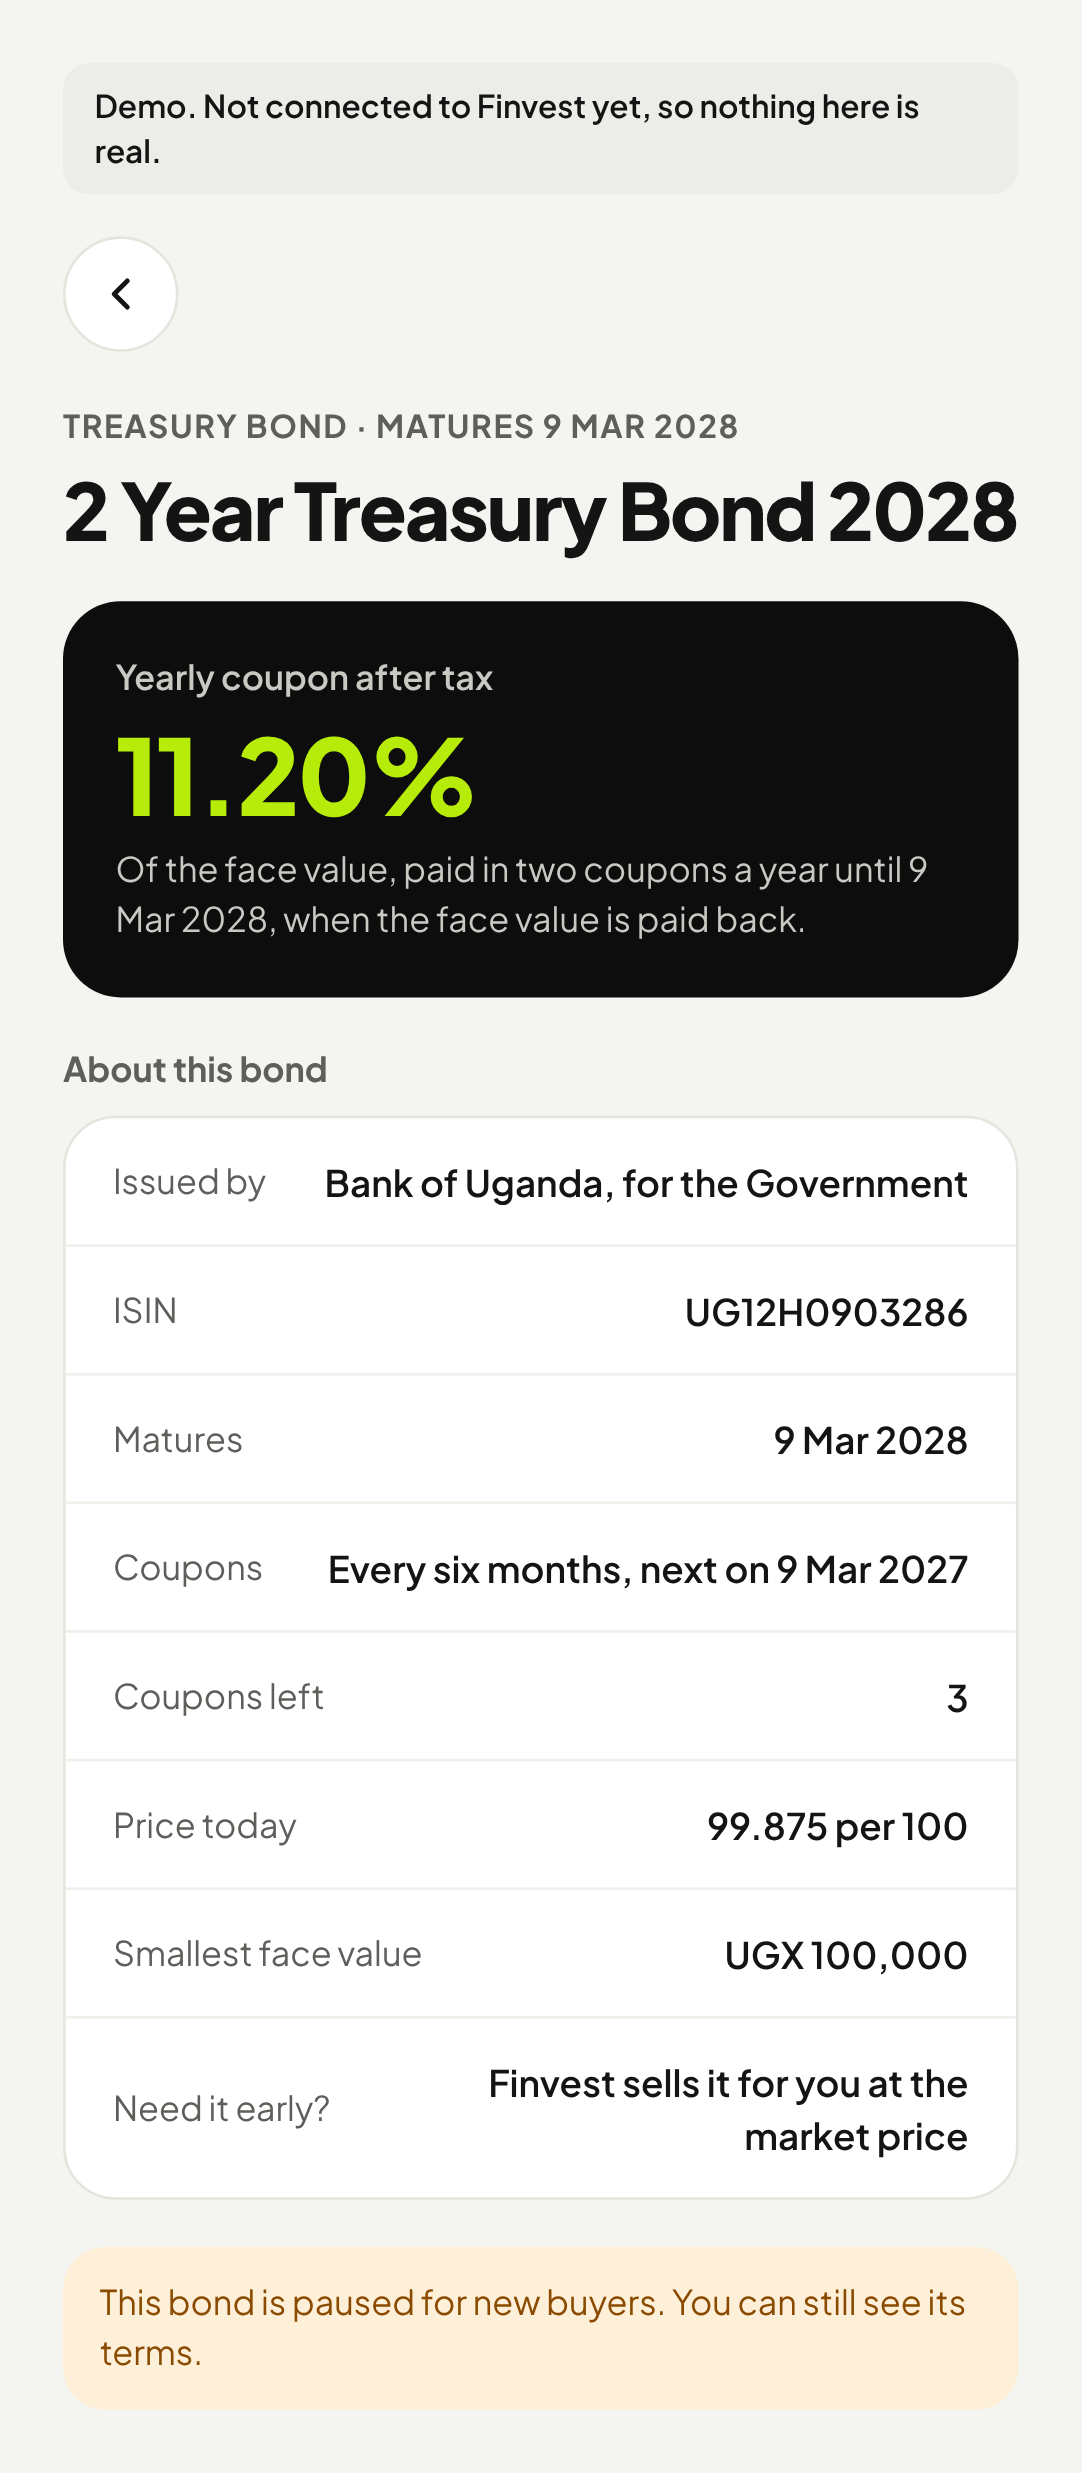 Demo. Not connected to Finvest yet, so nothing here is
real.
TREASURY BOND · MATURES 9 MAR 2028
2 Year Treasury Bond 2028
Yearly coupon after tax
11.20%
Of the face value, paid in two coupons a year until 9
Mar 2028, when the face value is paid back.
About this bond
Issued by Bank of Uganda, for the Government
ISIN UG12H0903286
Matures 9 Mar 2028
Coupons Every six months, next on 9 Mar 2027
Coupons left 3
Price today 99.875 per 100
Smallest face value UGX 100,000
Need it early? Finvest sells it for you at the
market price
This bond is paused for new buyers. You can still see its
terms.